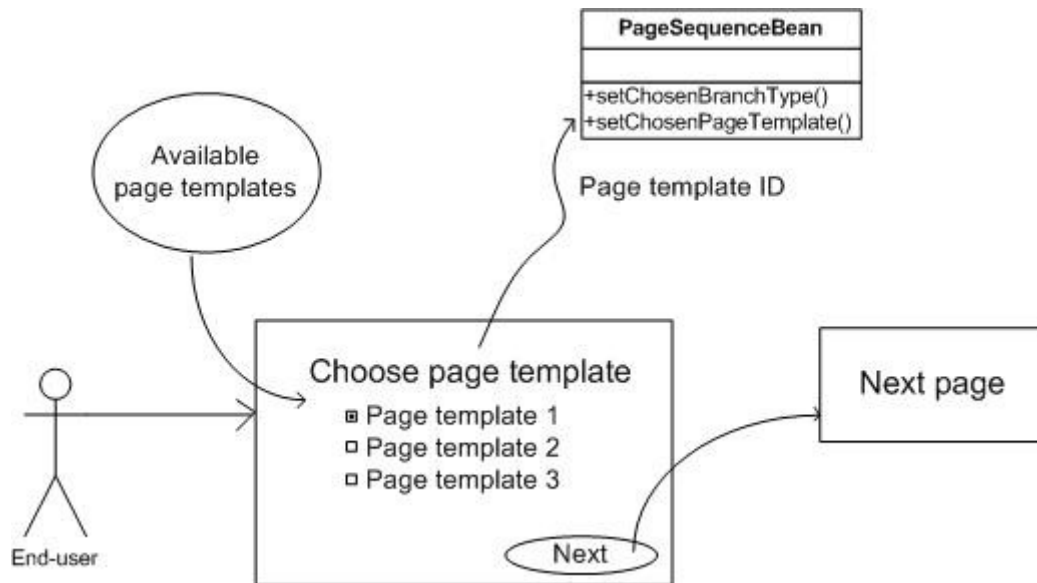 PageSequenceBean
+setChosenBranchType()
+setChosenPageTemplate()
Available
page templates
Page template ID
Choose page template
Page template 1
Page template 2
Page template 3
Next
Next page
End-user